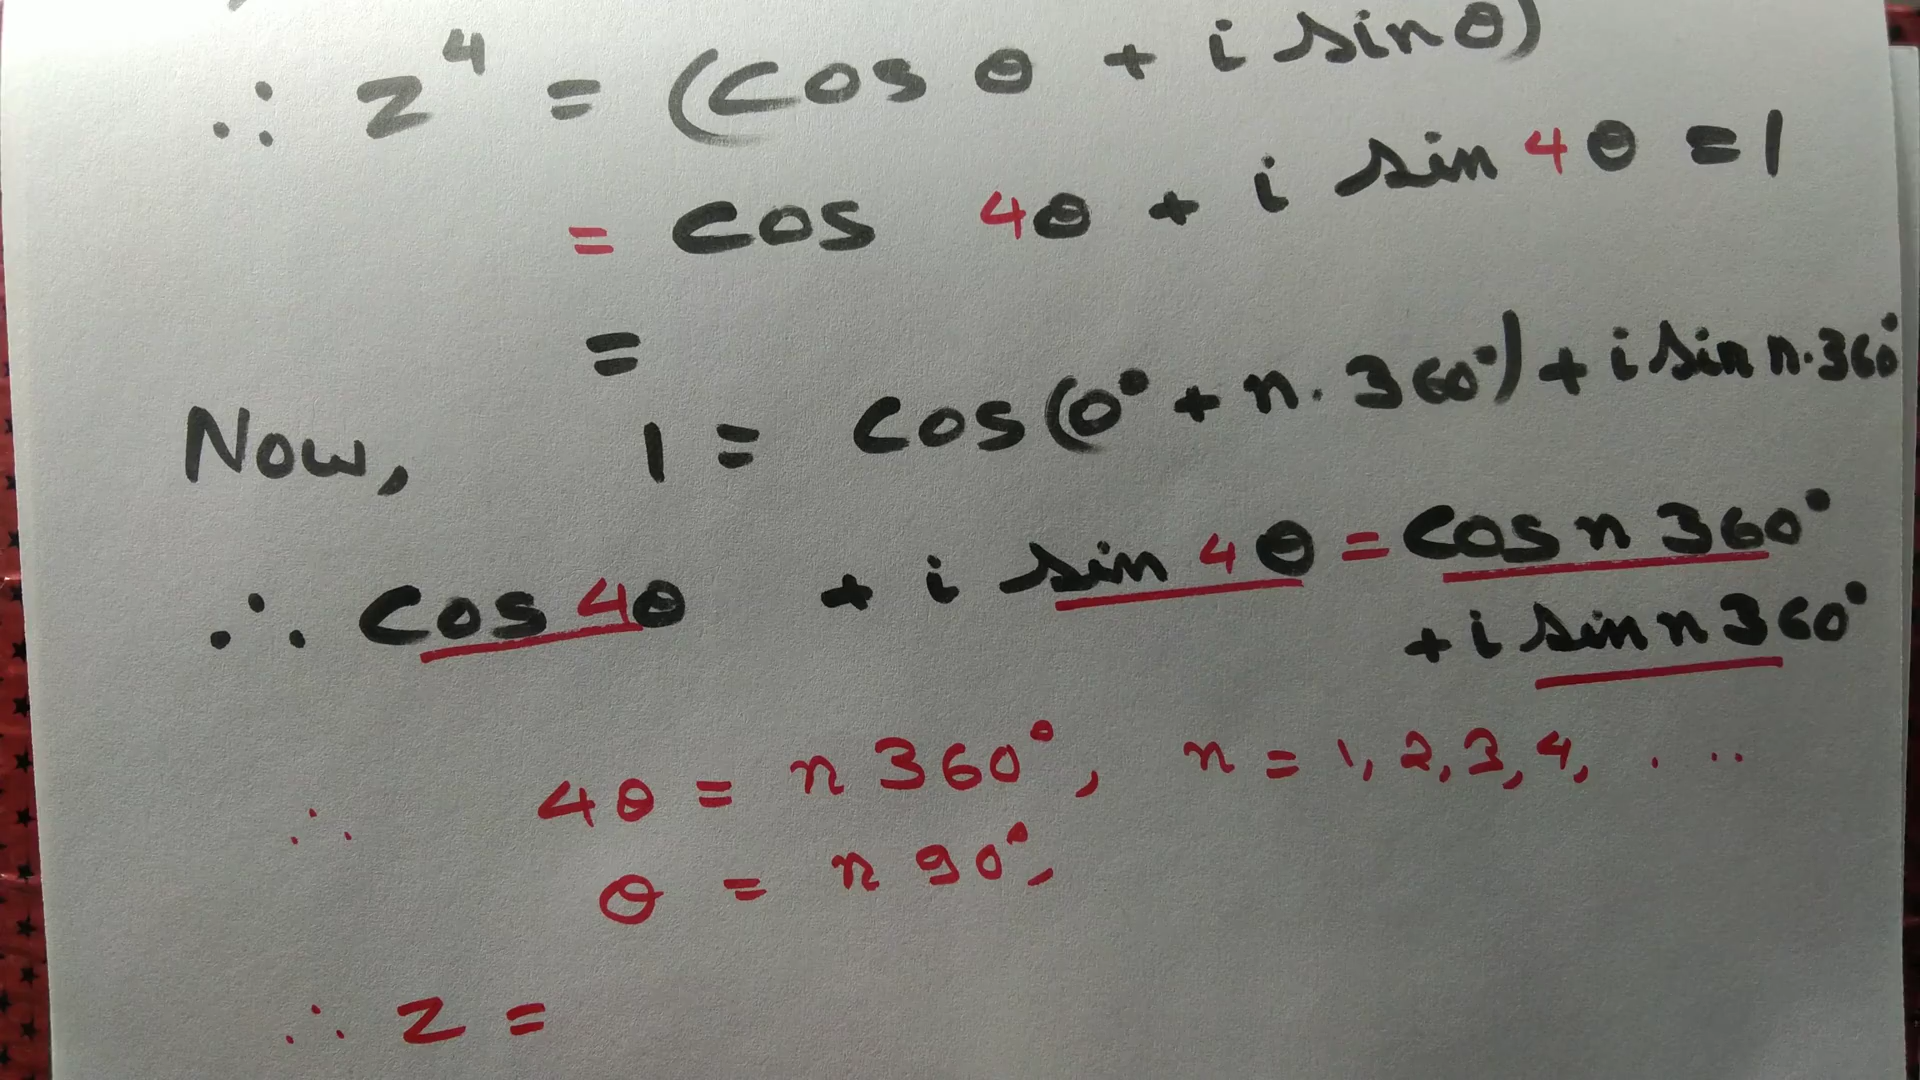 ∴ z⁴ = (cos θ + i sin θ)
= cos 4θ + i sin 4θ = 1
=
Now, 1 = cos(0° + n. 360°) + i sin n. 360°
∴ cos 4θ + i sin 4θ = cos n 360°
+ i sin n 360°
∴ 4θ = n 360°, n = 1, 2, 3, 4, . . .
θ = n 90°,
∴ z =